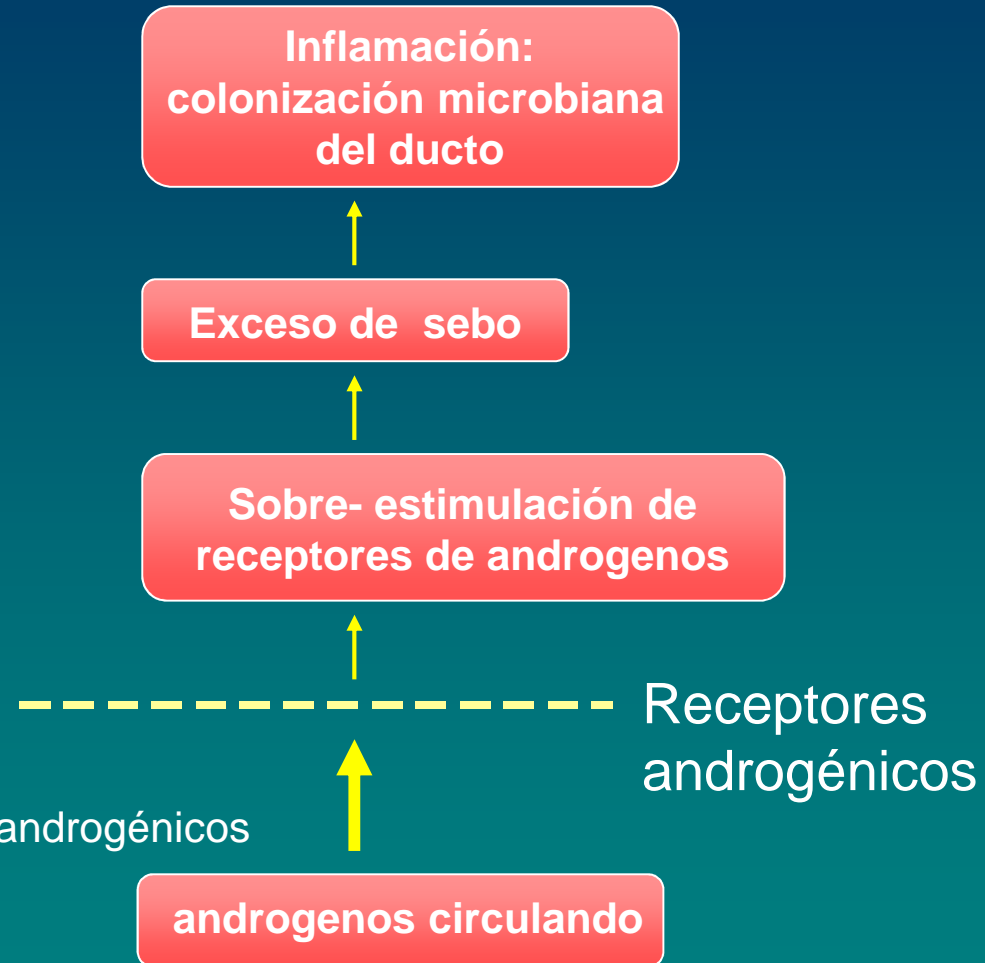 Inflamación:
colonización microbiana
del ducto
Exceso de sebo
Sobre- estimulación de
receptores de androgenos
Receptores
androgénicos
androgénicos
androgenos circulando